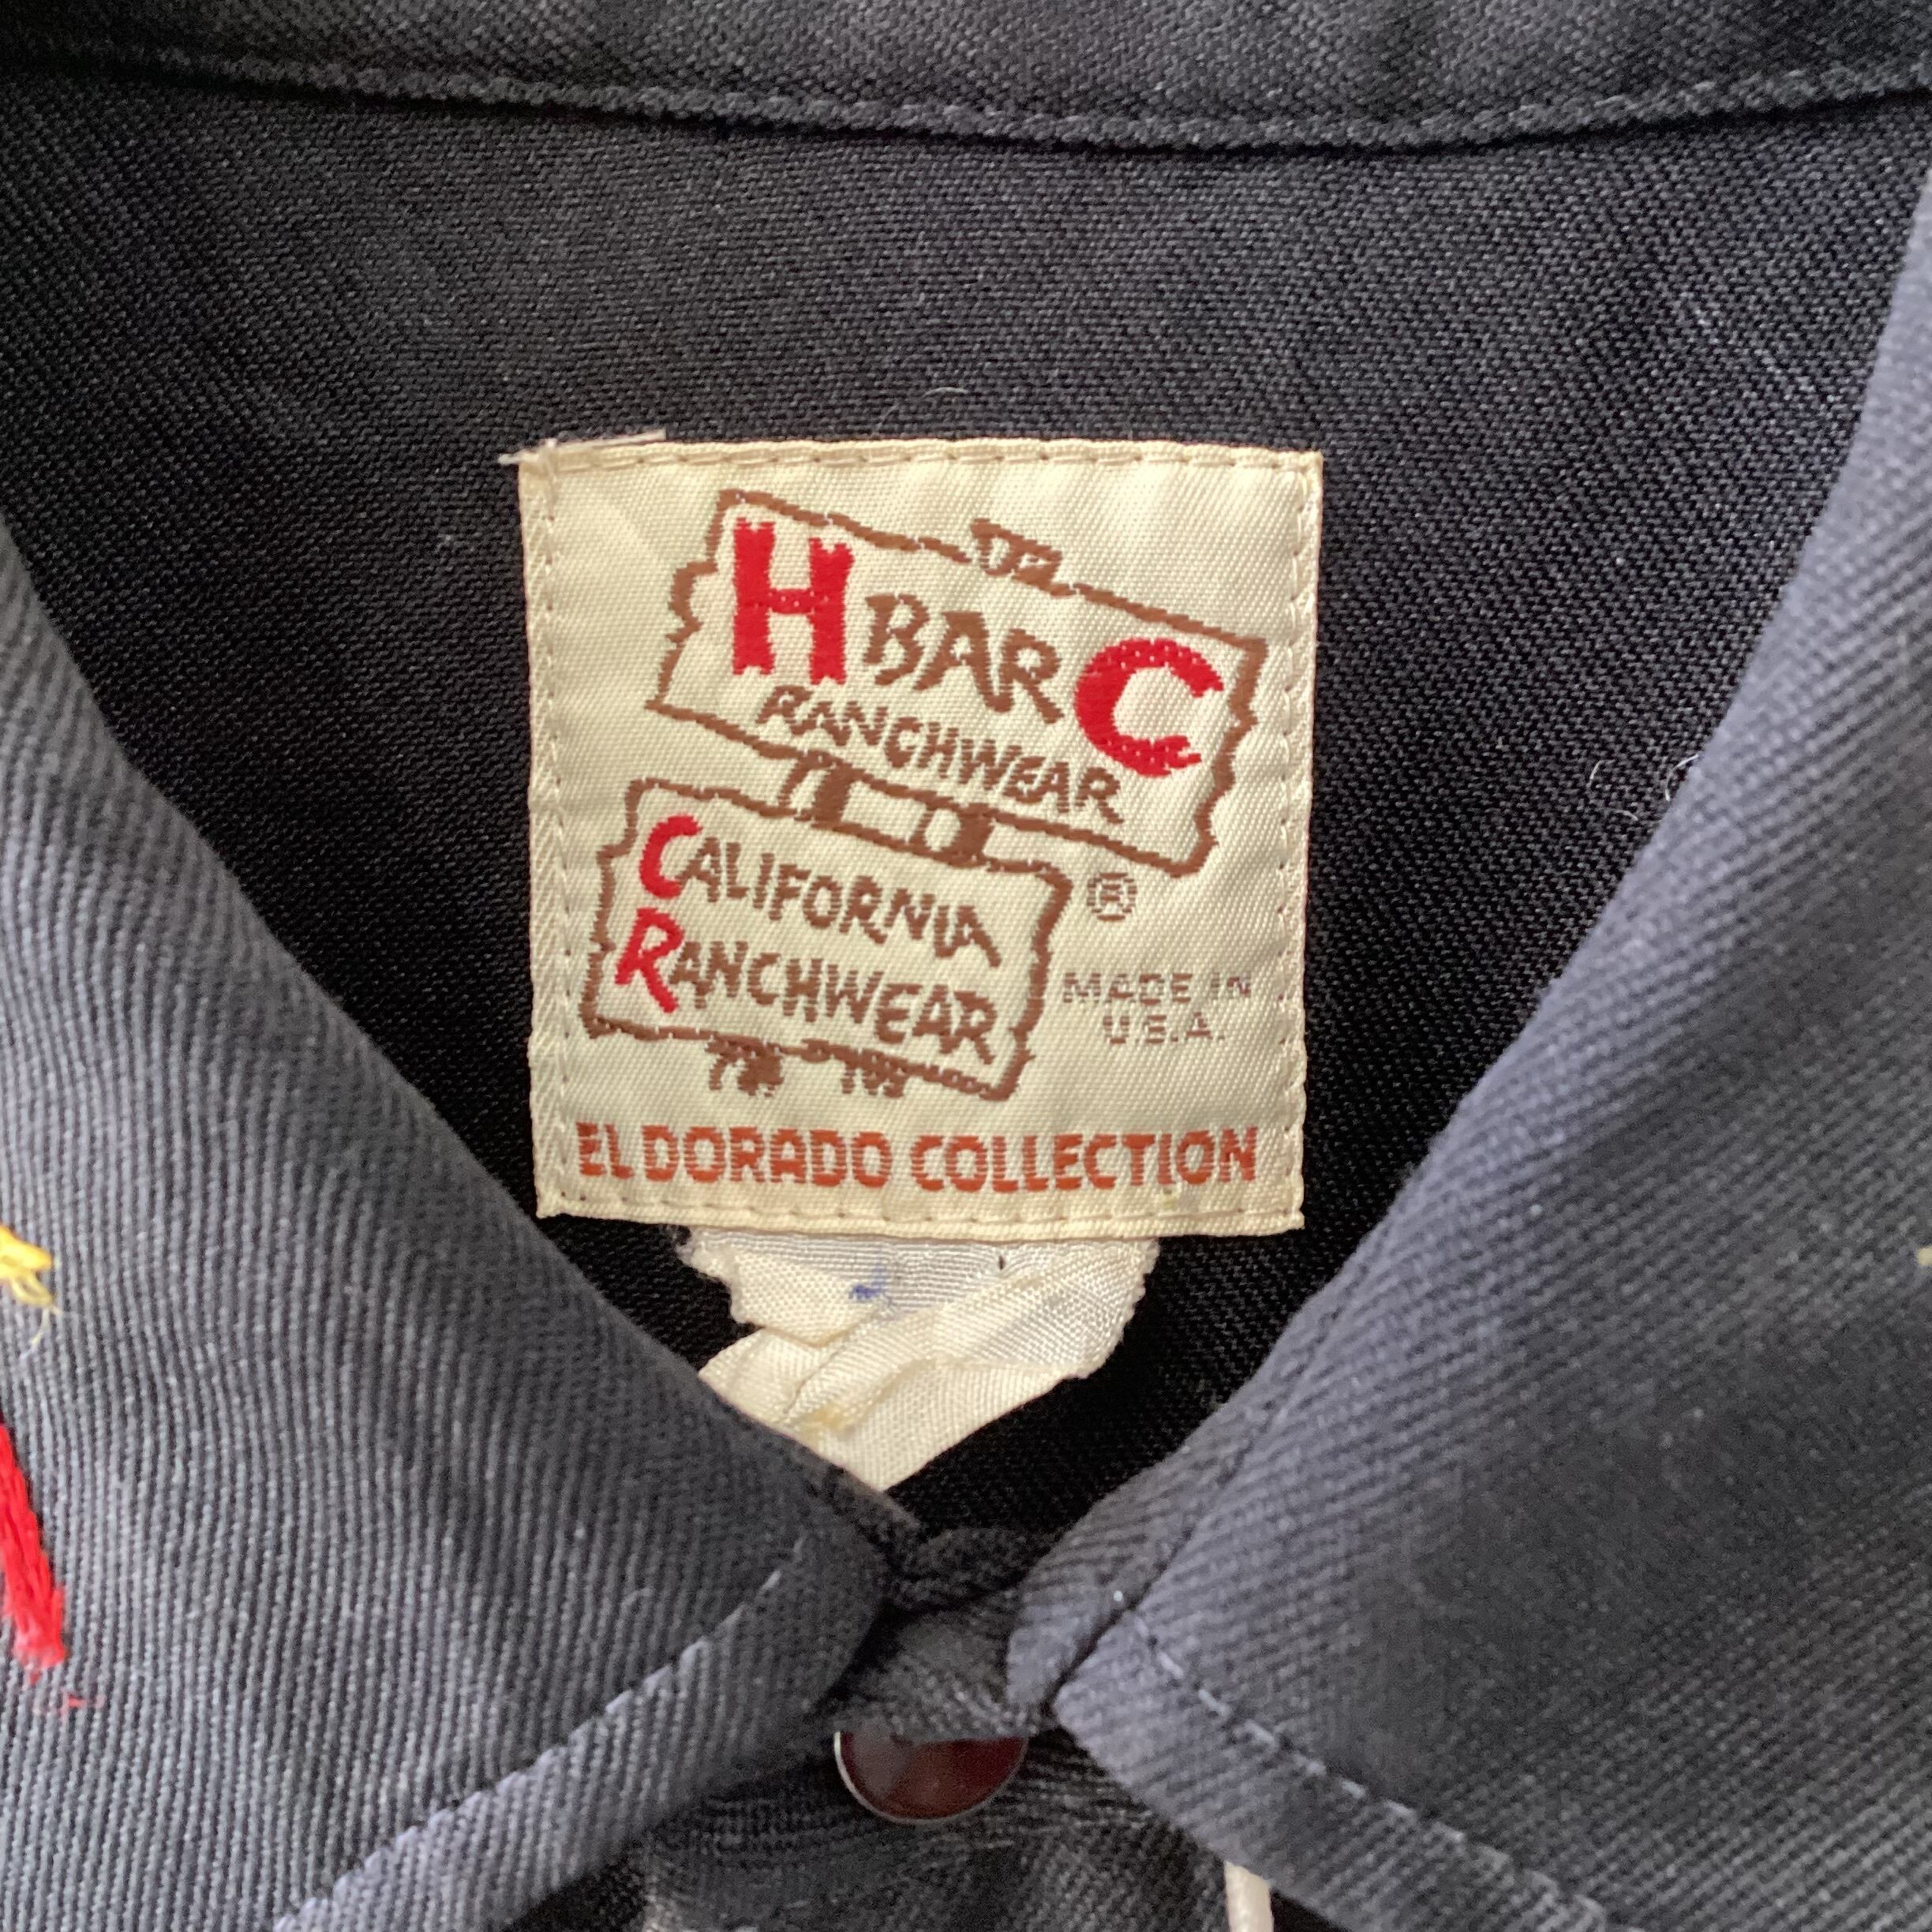 H BAR C
RANCHWEAR
CALIFORNIA
RANCHWEAR
®
MADE IN
U.S.A.
EL DORADO COLLECTION